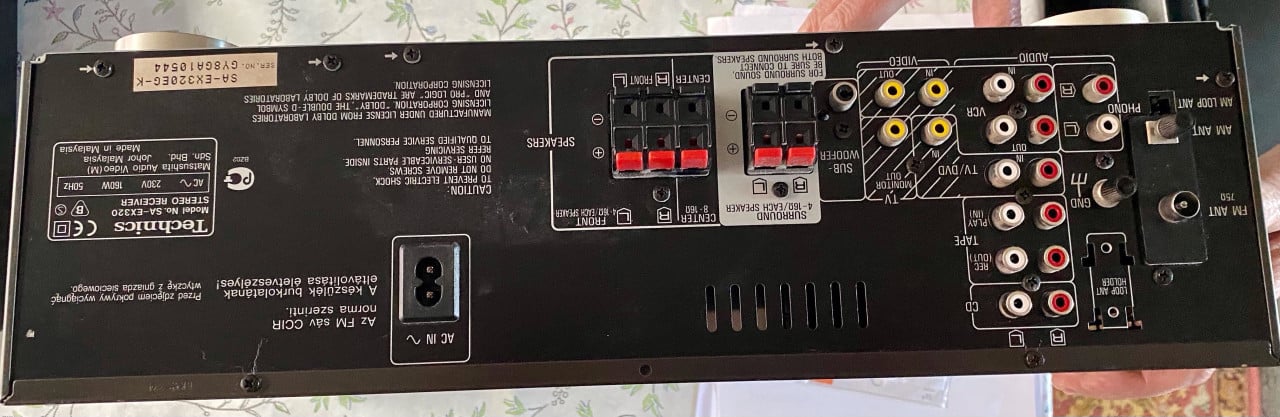 R L
CD
LOOP ANT
HOLDER
REC
(OUT)
TAPE
PLAY
(IN)
FM ANT
75Ω
GND
TV/DVD
IN
AM ANT
AM LOOP ANT
PHONO
L
R
OUT
VCR
IN
AUDIO
TV
MONITOR
OUT
IN
OUT
IN
VIDEO
SUB-
WOOFER
SURROUND
4-16Ω/EACH SPEAKER
R L
+
−
FOR SURROUND SOUND,
BE SURE TO CONNECT
BOTH SURROUND SPEAKERS.
CENTER
8-16Ω
FRONT
4-16Ω/EACH SPEAKER
R L
+
−
CENTER
R FRONT L
SPEAKERS
AC IN ~
Az FM sáv CCIR
norma szerinti.
A készülék burkolatának
eltávolítása életveszélyes!
Przed zdjęciem pokrywy wyciągnąć
wtyczkę z gniazda sieciowego.
CAUTION:
TO PREVENT ELECTRIC SHOCK,
DO NOT REMOVE SCREWS.
NO USER-SERVICEABLE PARTS INSIDE
REFER SERVICING
TO QUALIFIED SERVICE PERSONNEL
MANUFACTURED UNDER LICENSE FROM DOLBY LABORATORIES
LICENSING CORPORATION. "DOLBY", THE DOUBLE-D SYMBOL
AND "PRO LOGIC" ARE TRADEMARKS OF DOLBY LABORATORIES
LICENSING CORPORATION.
Technics
Model No. SA-EX320
STEREO RECEIVER
AC ~ 230V 160W 50Hz
Matsushita Audio Video (M)
Sdn. Bhd. Johor Malaysia
Made in Malaysia
CE
SA-EX320EG-K
SER.NO. GY8GA10544